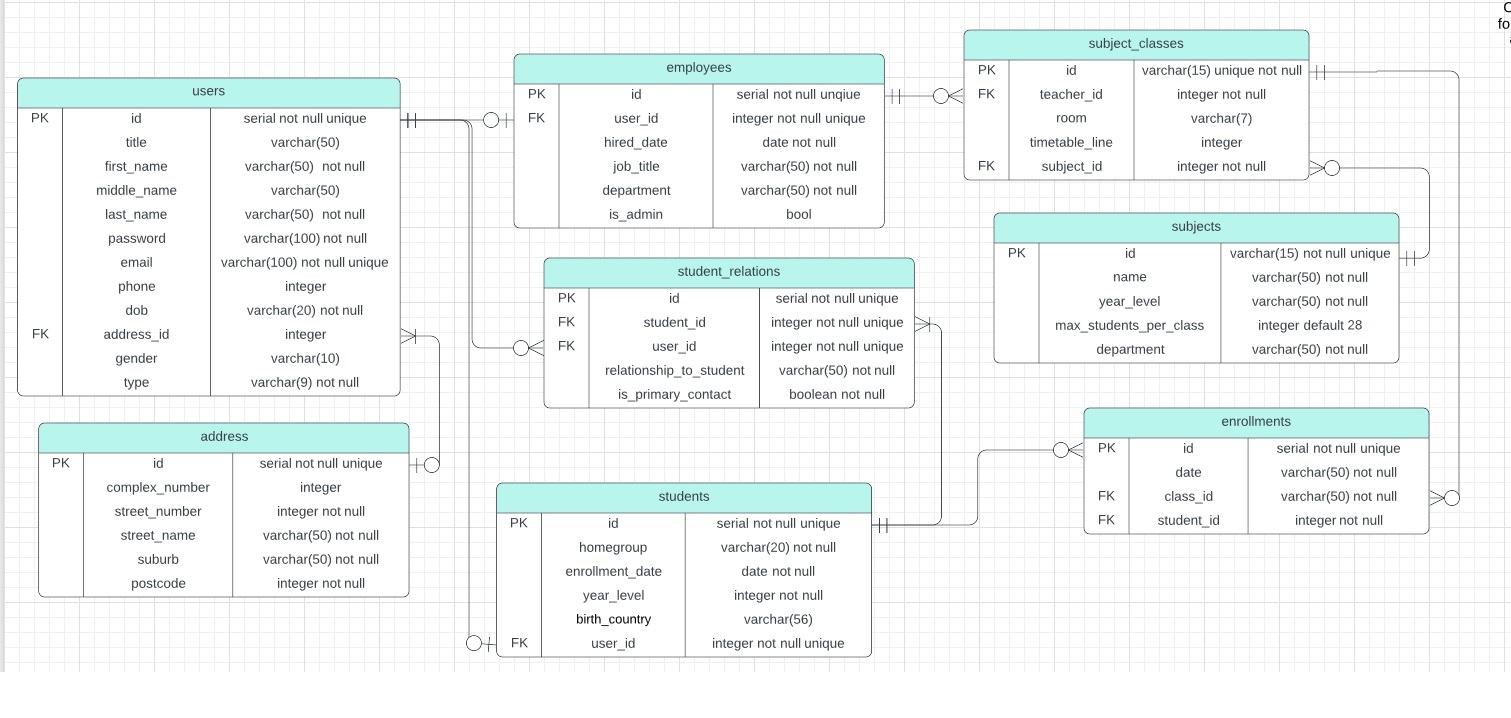 users
PK id serial not null unique
title varchar(50)
first_name varchar(50) not null
middle_name varchar(50)
last_name varchar(50) not null
password varchar(100) not null
email varchar(100) not null unique
phone integer
dob varchar(20) not null
FK address_id integer
gender varchar(10)
type varchar(9) not null
address
PK id serial not null unique
complex_number integer
street_number integer not null
street_name varchar(50) not null
suburb varchar(50) not null
postcode integer not null
employees
PK id serial not null unqiue
FK user_id integer not null unique
hired_date date not null
job_title varchar(50) not null
department varchar(50) not null
is_admin bool
student_relations
PK id serial not null unique
FK student_id integer not null unique
FK user_id integer not null unique
relationship_to_student varchar(50) not null
is_primary_contact boolean not null
students
PK id serial not null unique
homegroup varchar(20) not null
enrollment_date date not null
year_level integer not null
birth_country varchar(56)
FK user_id integer not null unique
subject_classes
PK id varchar(15) unique not null
FK teacher_id integer not null
room varchar(7)
timetable_line integer
FK subject_id integer not null
subjects
PK id varchar(15) not null unique
name varchar(50) not null
year_level varchar(50) not null
max_students_per_class integer default 28
department varchar(50) not null
enrollments
PK id serial not null unique
date varchar(50) not null
FK class_id varchar(50) not null
FK student_id integer not null